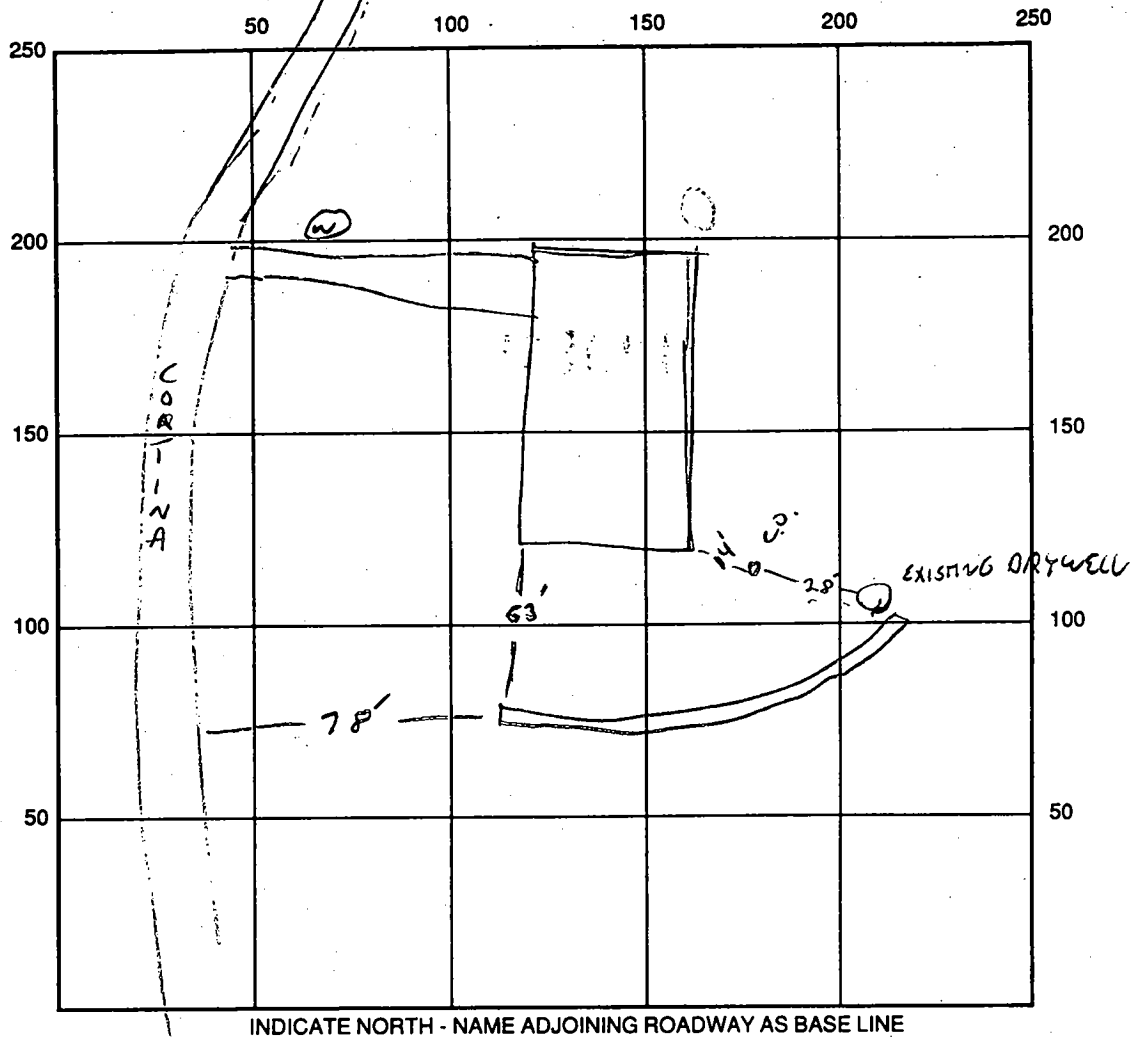 50 100 150 200 250
250
200 200
W
CORTINA
150 150
14' C.O.
28'
EXISTING DRYWELL
63'
100 100
78'
50 50
INDICATE NORTH - NAME ADJOINING ROADWAY AS BASE LINE